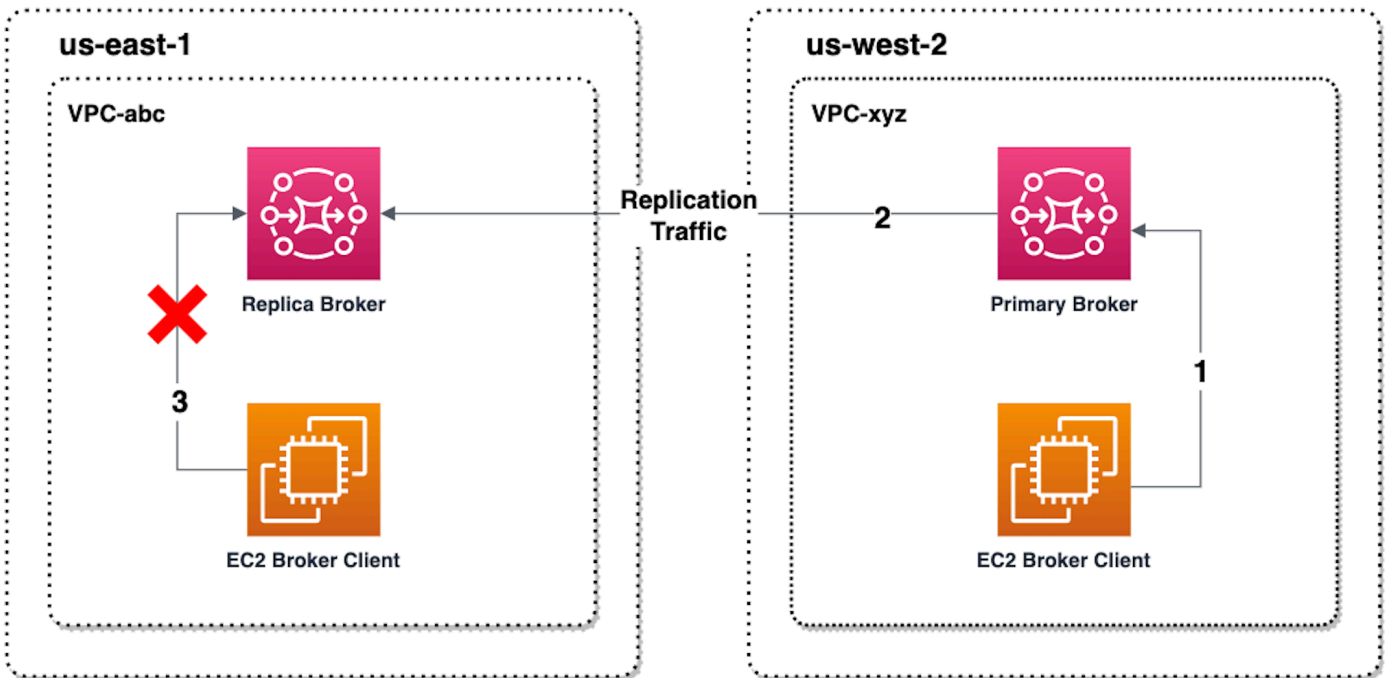 us-east-1
VPC-abc
Replica Broker
3
EC2 Broker Client
Replication
Traffic
us-west-2
VPC-xyz
2
Primary Broker
1
EC2 Broker Client